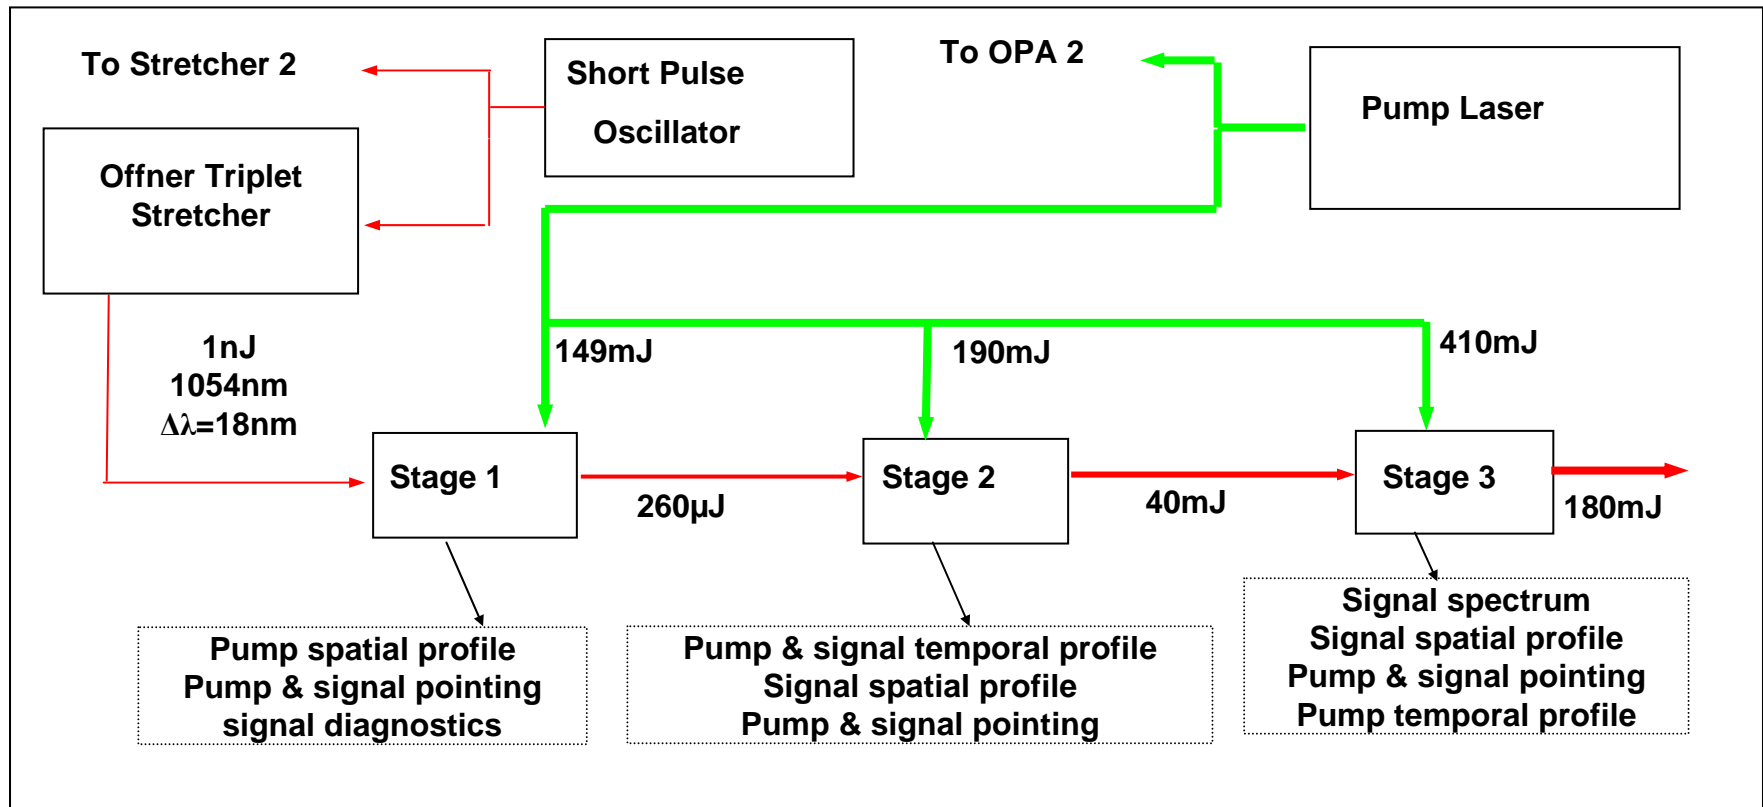 To Stretcher 2
Short Pulse
Oscillator
To OPA 2
Pump Laser
Offner Triplet
Stretcher
1nJ
1054nm
Δλ=18nm
149mJ
190mJ
410mJ
Stage 1
260µJ
Stage 2
40mJ
Stage 3
180mJ
Pump spatial profile
Pump & signal pointing
signal diagnostics
Pump & signal temporal profile
Signal spatial profile
Pump & signal pointing
Signal spectrum
Signal spatial profile
Pump & signal pointing
Pump temporal profile